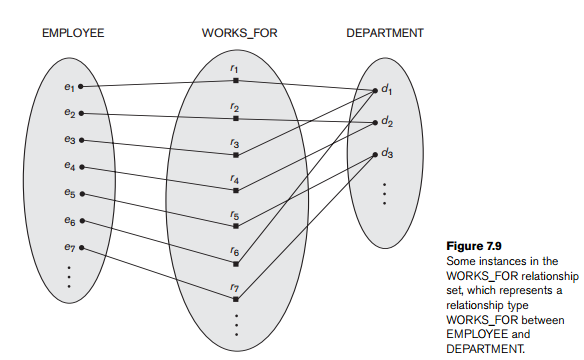 EMPLOYEE WORKS_FOR DEPARTMENT
e1
e2
e3
e4
e5
e6
e7
r1
r2
r3
r4
r5
r6
r7
d1
d2
d3
Figure 7.9
Some instances in the
WORKS_FOR relationship
set, which represents a
relationship type
WORKS_FOR between
EMPLOYEE and
DEPARTMENT.